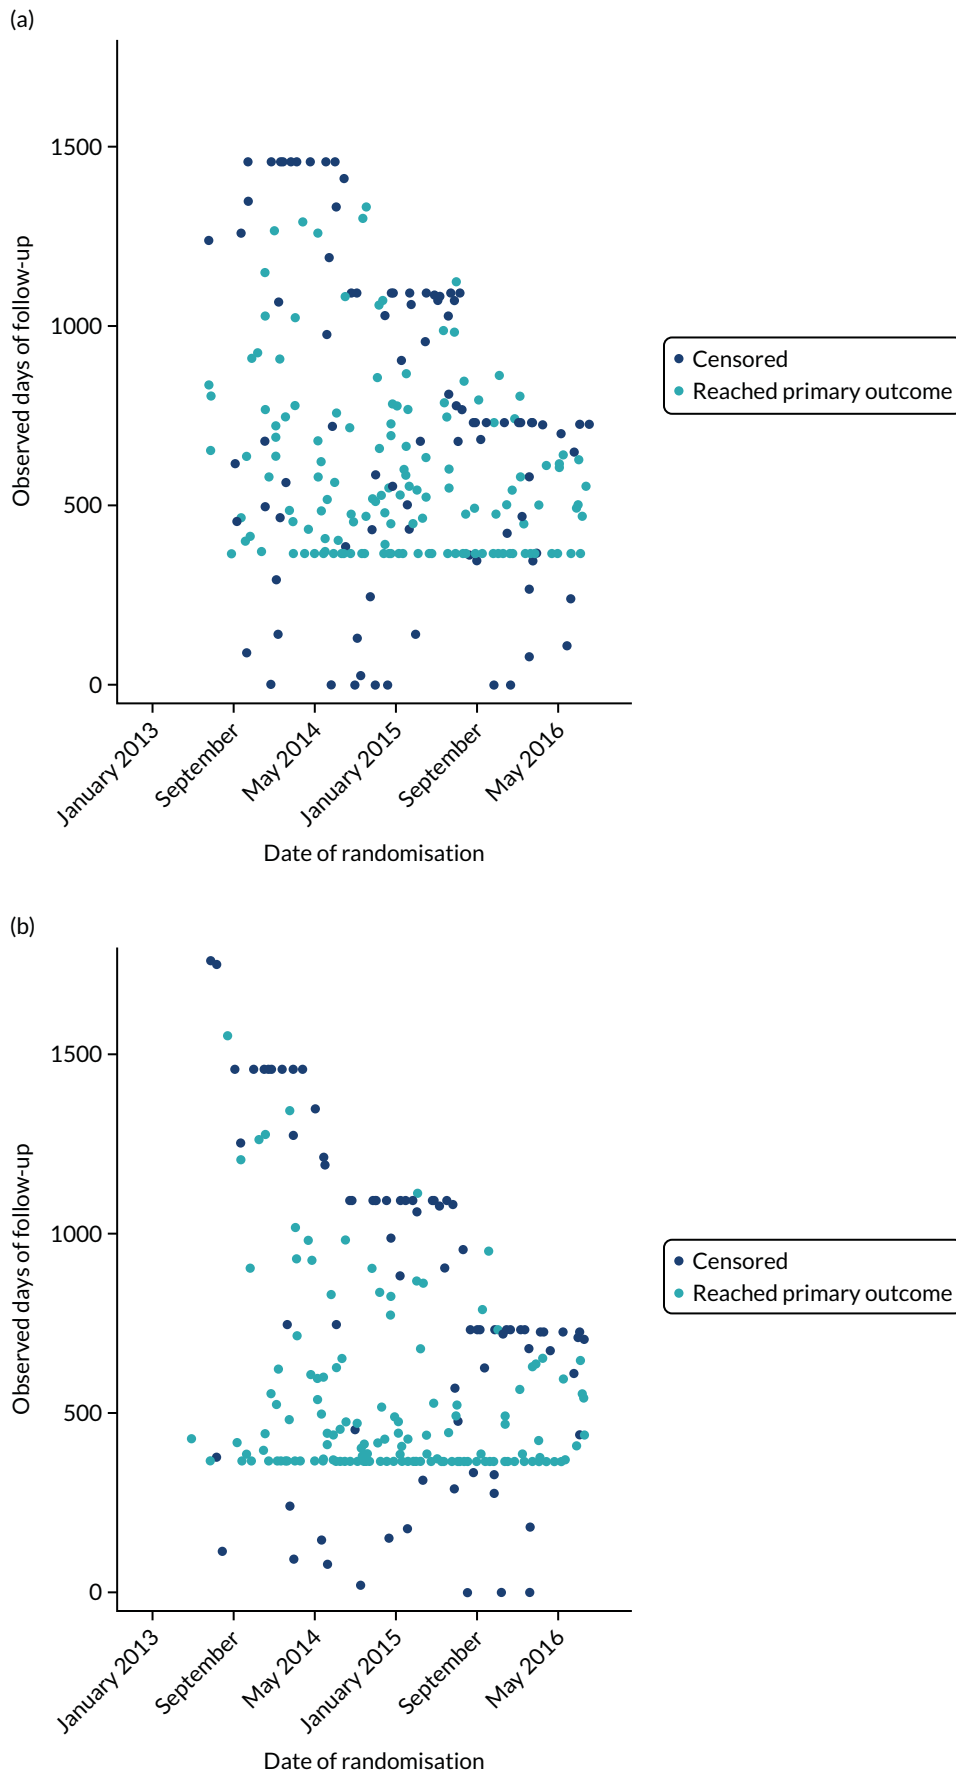 (a)
1500
1000
500
0
Observed days of follow-up
January 2013
September
May 2014
January 2015
September
May 2016
Date of randomisation
Censored
Reached primary outcome
(b)
1500
1000
500
0
Observed days of follow-up
January 2013
September
May 2014
January 2015
September
May 2016
Date of randomisation
Censored
Reached primary outcome